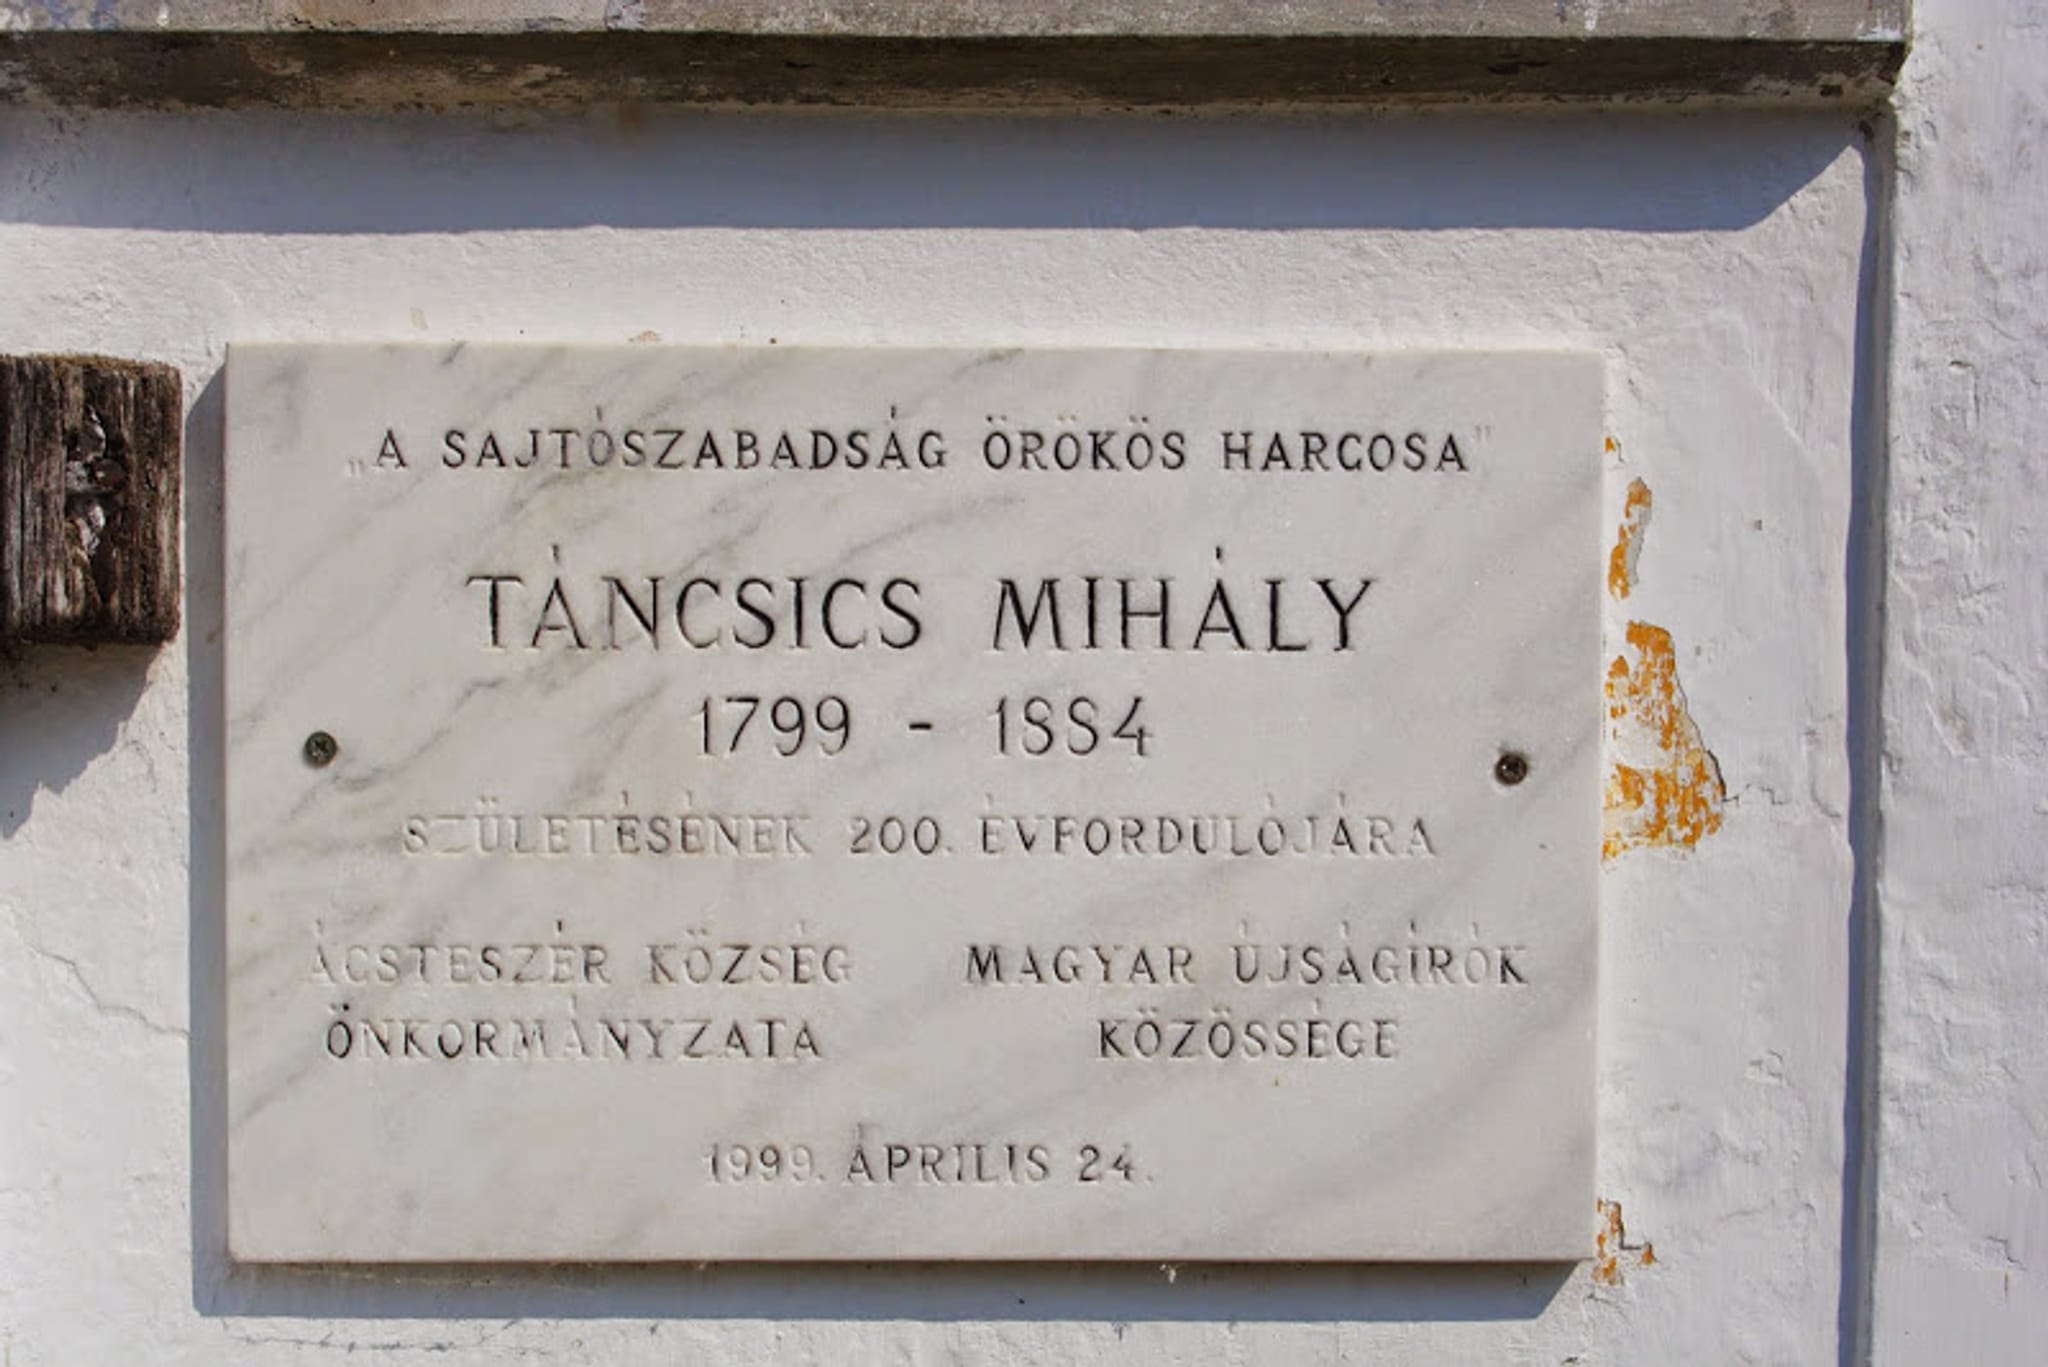 „A SAJTÓSZABADSÁG ÖRÖKÖS HARCOSA"
TÁNCSICS MIHÁLY
1799 - 1884
SZÜLETÉSÉNEK 200. ÉVFORDULÓJÁRA
ÁCSTESZÉR KÖZSÉG
ÖNKORMÁNYZATA
MAGYAR ÚJSÁGÍRÓK
KÖZÖSSÉGE
1999. ÁPRILIS 24.